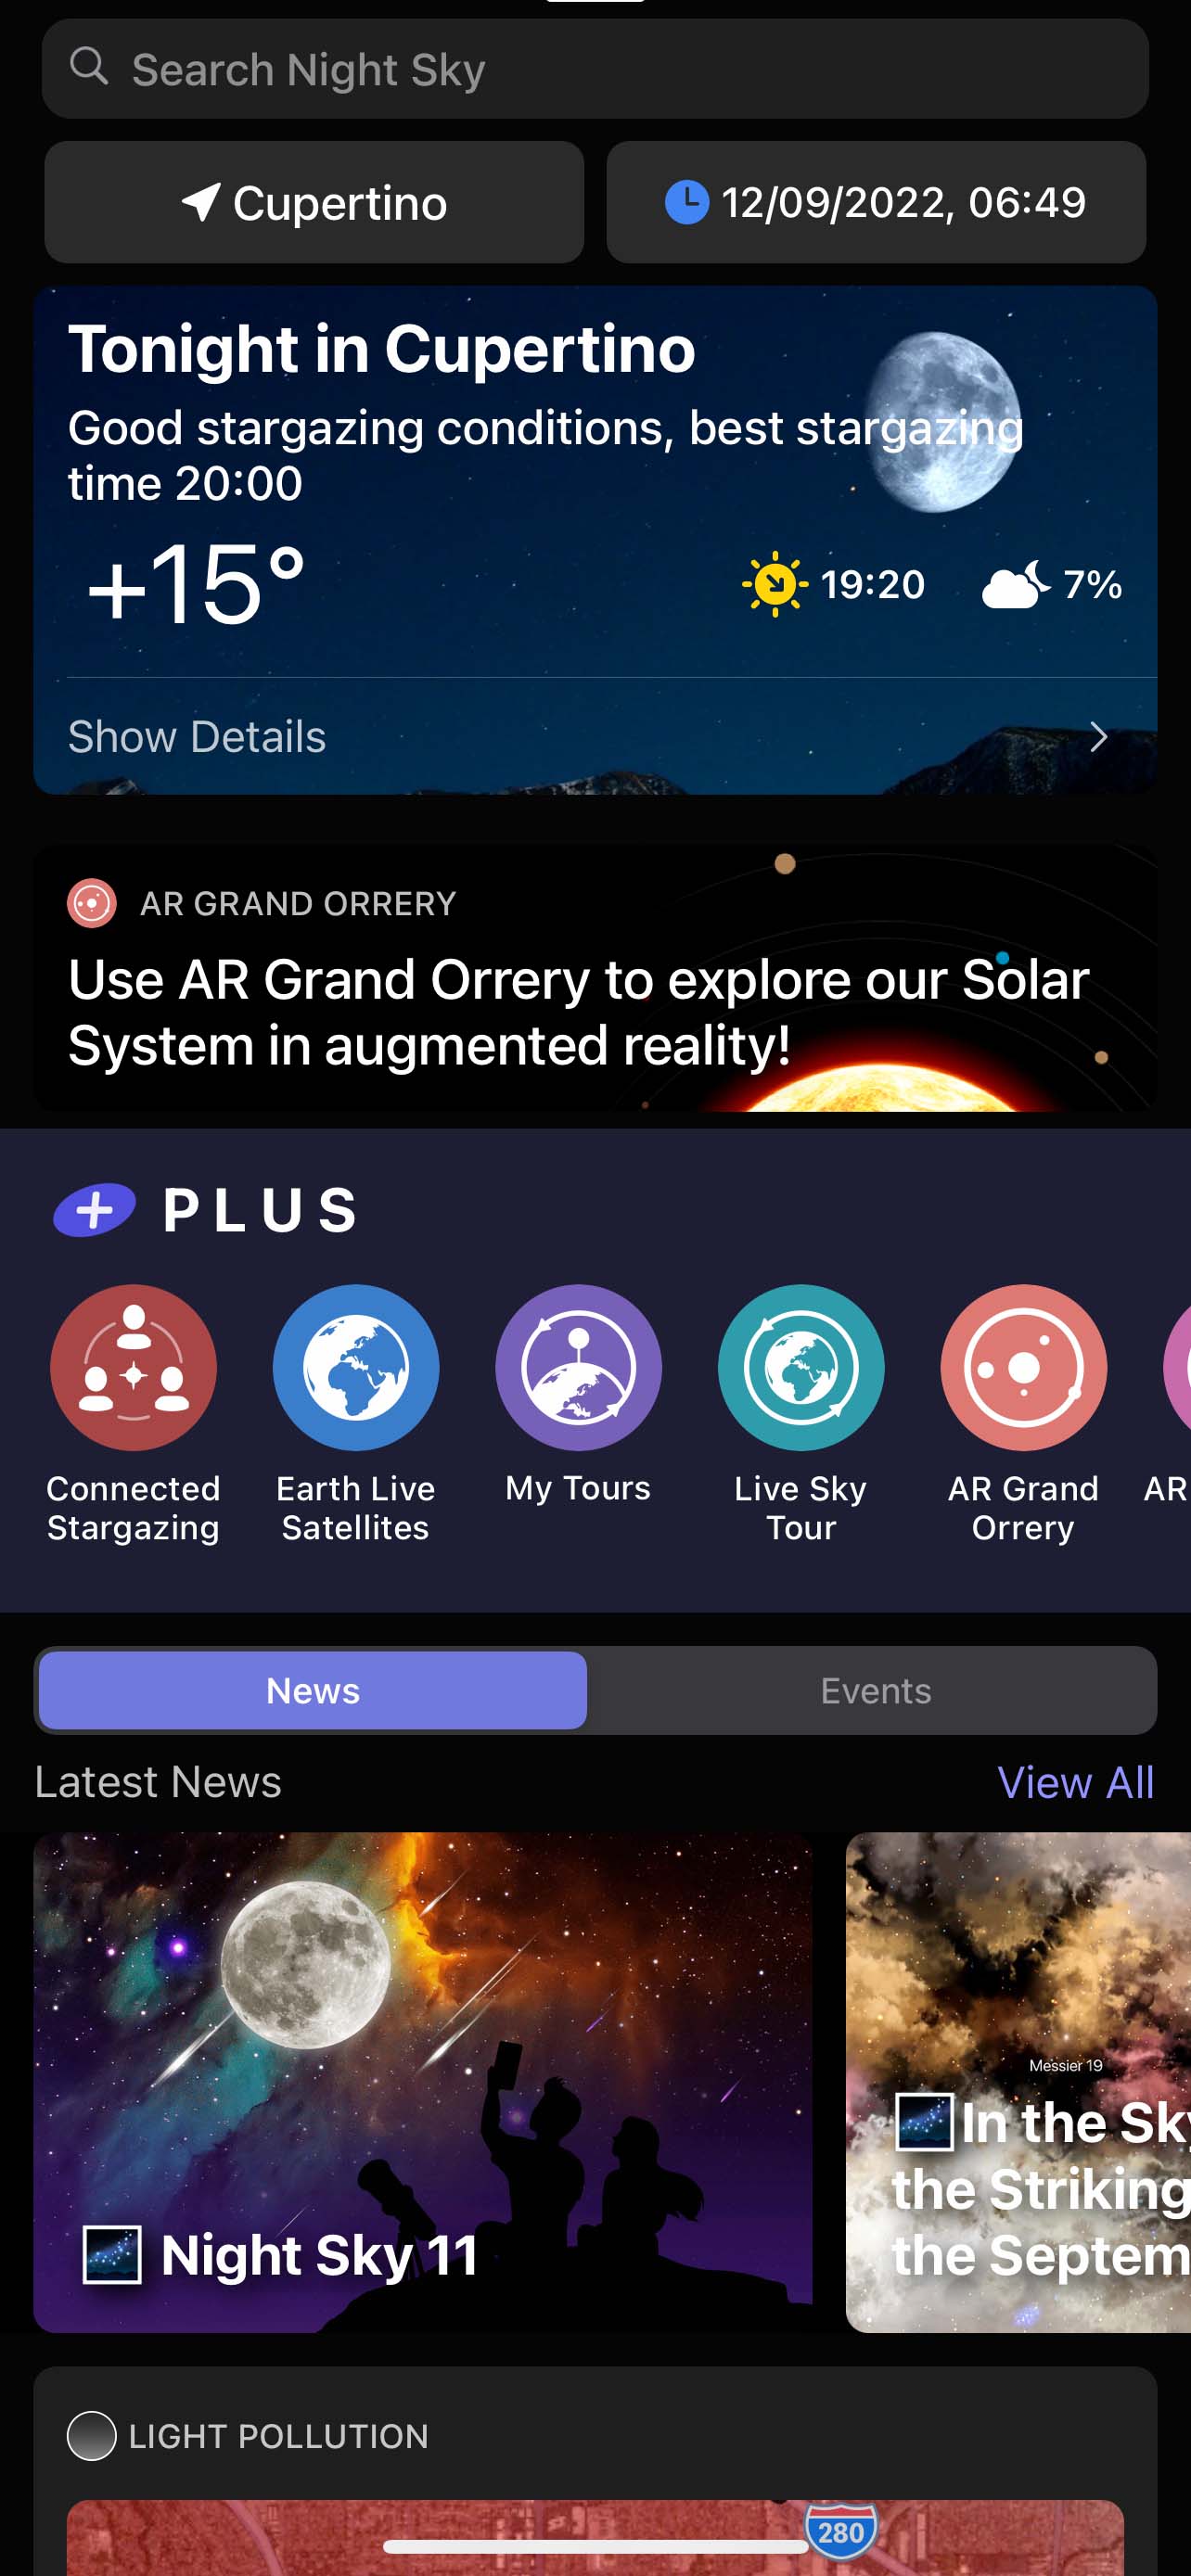 Search Night Sky
Cupertino
12/09/2022, 06:49
Tonight in Cupertino
Good stargazing conditions, best stargazing
time 20:00
+15°
19:20
7%
Show Details
AR GRAND ORRERY
Use AR Grand Orrery to explore our Solar
System in augmented reality!
PLUS
Connected
Stargazing
Earth Live
Satellites
My Tours
Live Sky
Tour
AR Grand
Orrery
AR
News
Events
Latest News
View All
Night Sky 11
Messier 19
In the Sky
the Striking
the Septem
LIGHT POLLUTION
280